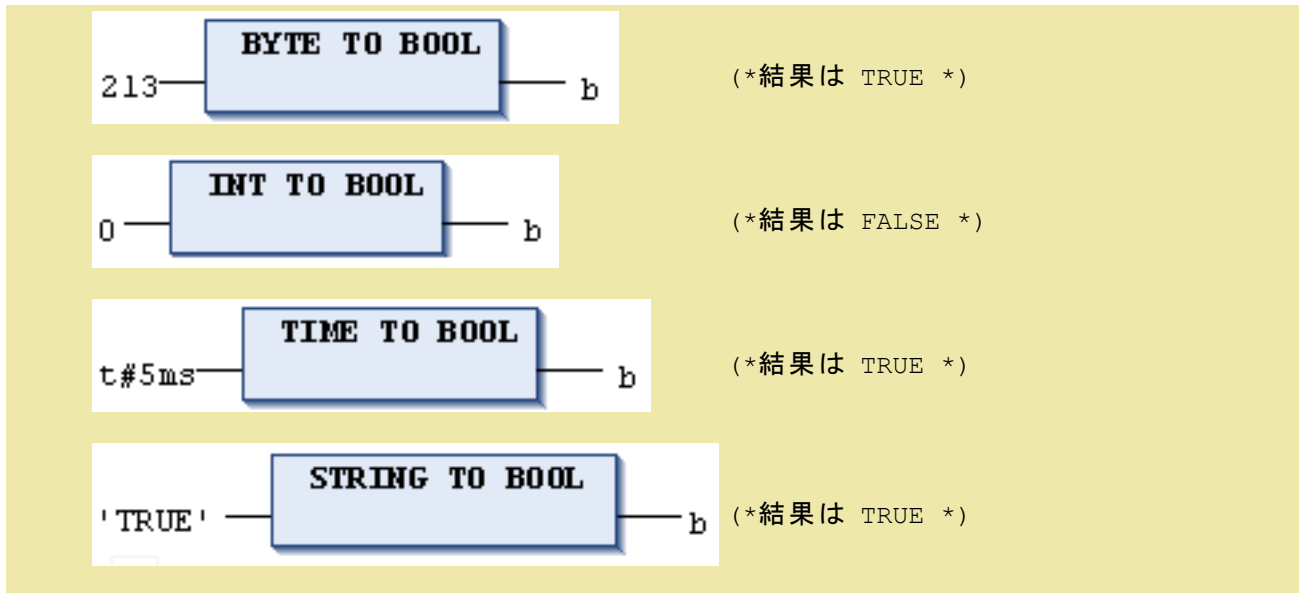 BYTE TO BOOL
213 b (*結果は TRUE *)
INT TO BOOL
0 b (*結果は FALSE *)
TIME TO BOOL
t#5ms b (*結果は TRUE *)
STRING TO BOOL
'TRUE' b (*結果は TRUE *)